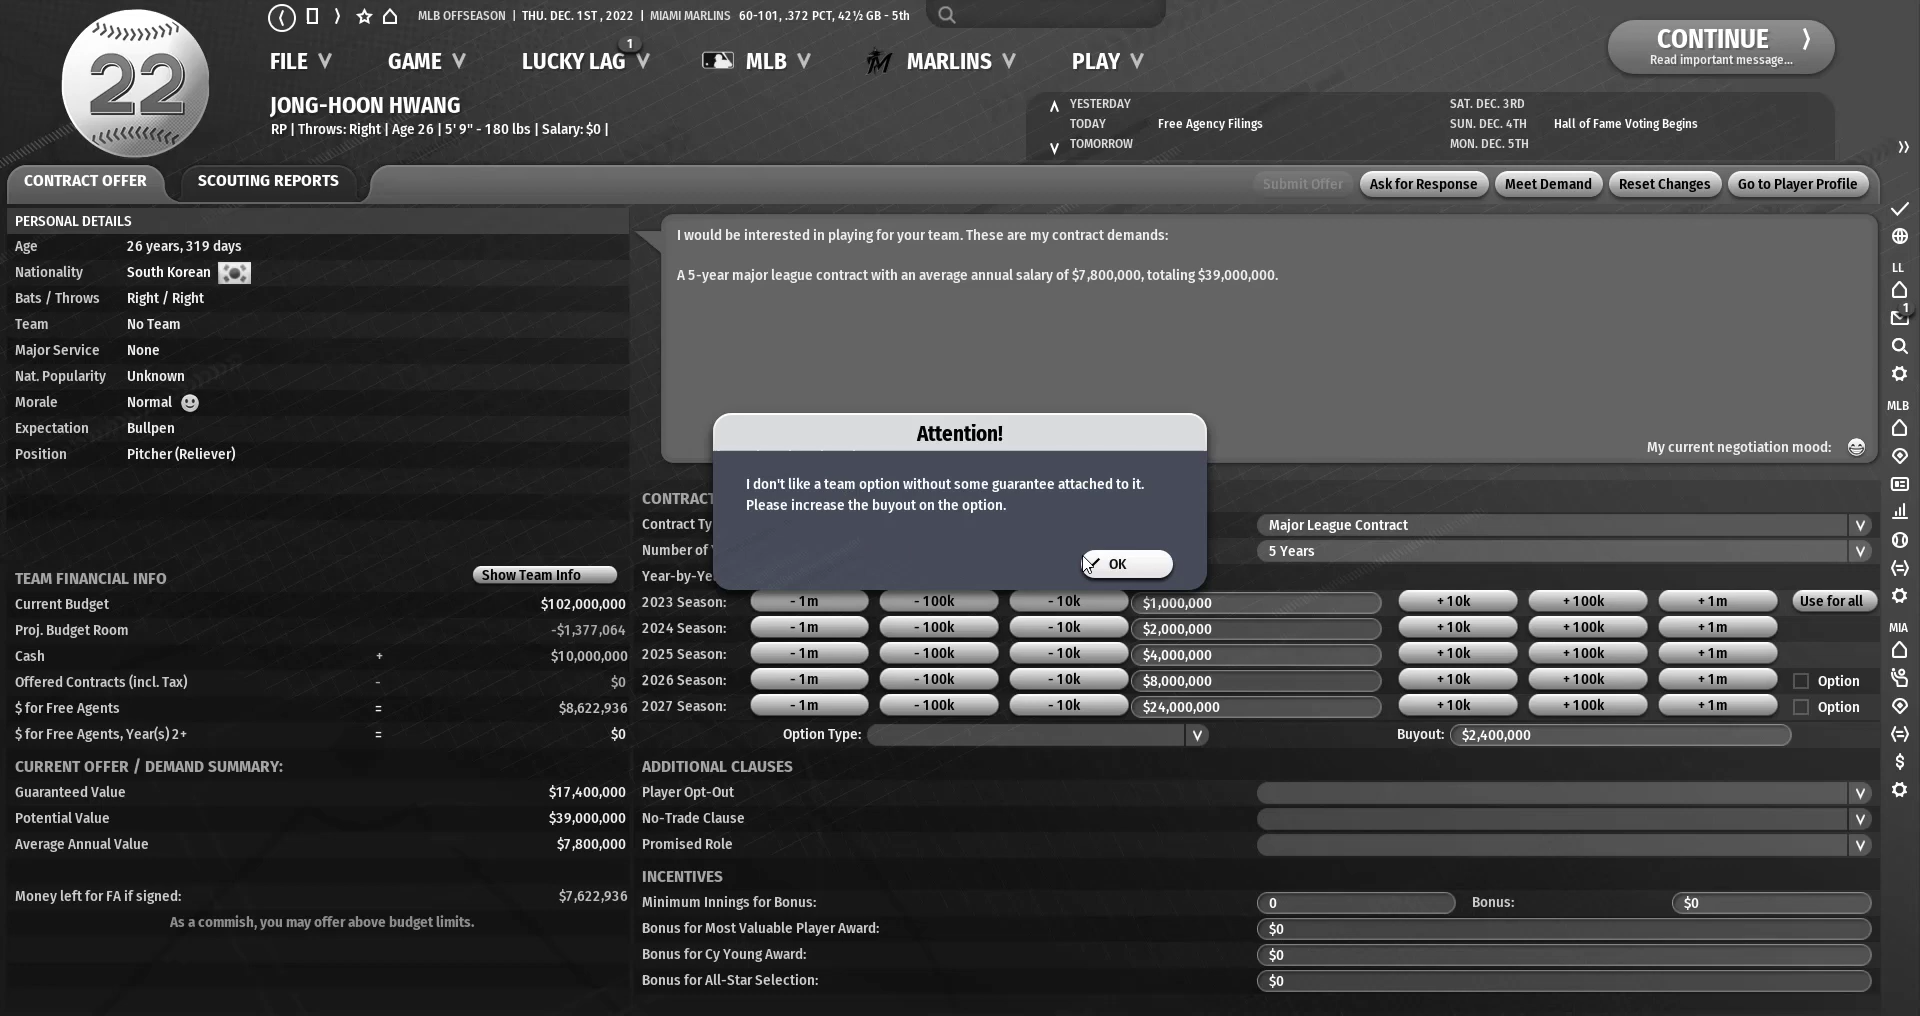 MLB OFFSEASON | THU. DEC. 1ST , 2022 | MIAMI MARLINS 60-101, .372 PCT, 42½ GB - 5th
22
FILE
GAME
LUCKY LAG
1
MLB
MARLINS
PLAY
CONTINUE
Read important message...
JONG-HOON HWANG
RP | Throws: Right | Age 26 | 5' 9" - 180 lbs | Salary: $0 |
YESTERDAY
TODAY Free Agency Filings
TOMORROW
SAT. DEC. 3RD
SUN. DEC. 4TH Hall of Fame Voting Begins
MON. DEC. 5TH
CONTRACT OFFER
SCOUTING REPORTS
Submit Offer
Ask for Response
Meet Demand
Reset Changes
Go to Player Profile
PERSONAL DETAILS
Age 26 years, 319 days
Nationality South Korean
Bats / Throws Right / Right
Team No Team
Major Service None
Nat. Popularity Unknown
Morale Normal
Expectation Bullpen
Position Pitcher (Reliever)
I would be interested in playing for your team. These are my contract demands:
A 5-year major league contract with an average annual salary of $7,800,000, totaling $39,000,000.
My current negotiation mood:
Attention!
I don't like a team option without some guarantee attached to it.
Please increase the buyout on the option.
OK
TEAM FINANCIAL INFO
Show Team Info
Current Budget $102,000,000
Proj. Budget Room -$1,377,064
Cash + $10,000,000
Offered Contracts (incl. Tax) - $0
$ for Free Agents = $8,622,936
$ for Free Agents, Year(s) 2+ = $0
CURRENT OFFER / DEMAND SUMMARY:
Guaranteed Value $17,400,000
Potential Value $39,000,000
Average Annual Value $7,800,000
Money left for FA if signed: $7,622,936
As a commish, you may offer above budget limits.
CONTRACT
Contract Ty
Major League Contract
Number of
5 Years
Year-by-Ye
2023 Season: - 1m - 100k - 10k $1,000,000 + 10k + 100k + 1m Use for all
2024 Season: - 1m - 100k - 10k $2,000,000 + 10k + 100k + 1m
2025 Season: - 1m - 100k - 10k $4,000,000 + 10k + 100k + 1m
2026 Season: - 1m - 100k - 10k $8,000,000 + 10k + 100k + 1m Option
2027 Season: - 1m - 100k - 10k $24,000,000 + 10k + 100k + 1m Option
Option Type:
Buyout: $2,400,000
ADDITIONAL CLAUSES
Player Opt-Out
No-Trade Clause
Promised Role
INCENTIVES
Minimum Innings for Bonus: 0 Bonus: $0
Bonus for Most Valuable Player Award: $0
Bonus for Cy Young Award: $0
Bonus for All-Star Selection: $0
LL
1
MLB
MIA